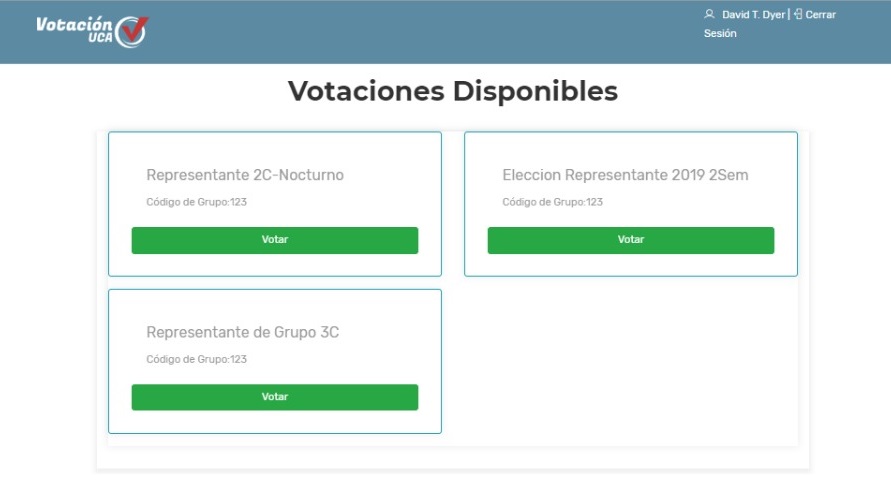 Votación
UCA
David T. Dyer | Cerrar
Sesión
Votaciones Disponibles
Representante 2C-Nocturno
Código de Grupo:123
Votar
Eleccion Representante 2019 2Sem
Código de Grupo:123
Votar
Representante de Grupo 3C
Código de Grupo:123
Votar